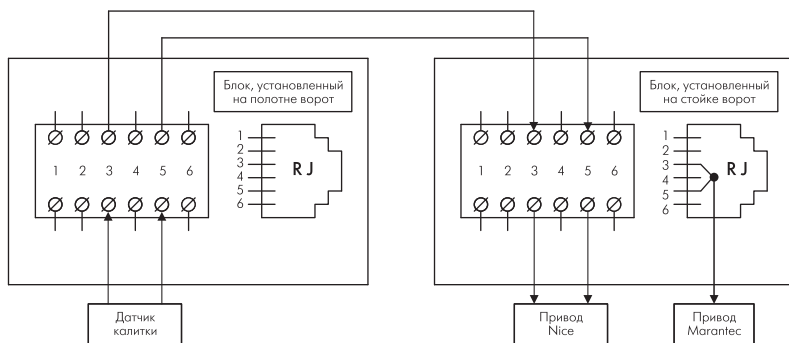 Блок, установленный
на полотне ворот
1 2 3 4 5 6
1
2
3
4
5
6
RJ
Датчик
калитки
Блок, установленный
на стойке ворот
1 2 3 4 5 6
1
2
3
4
5
6
RJ
Привод
Nice
Привод
Marantec